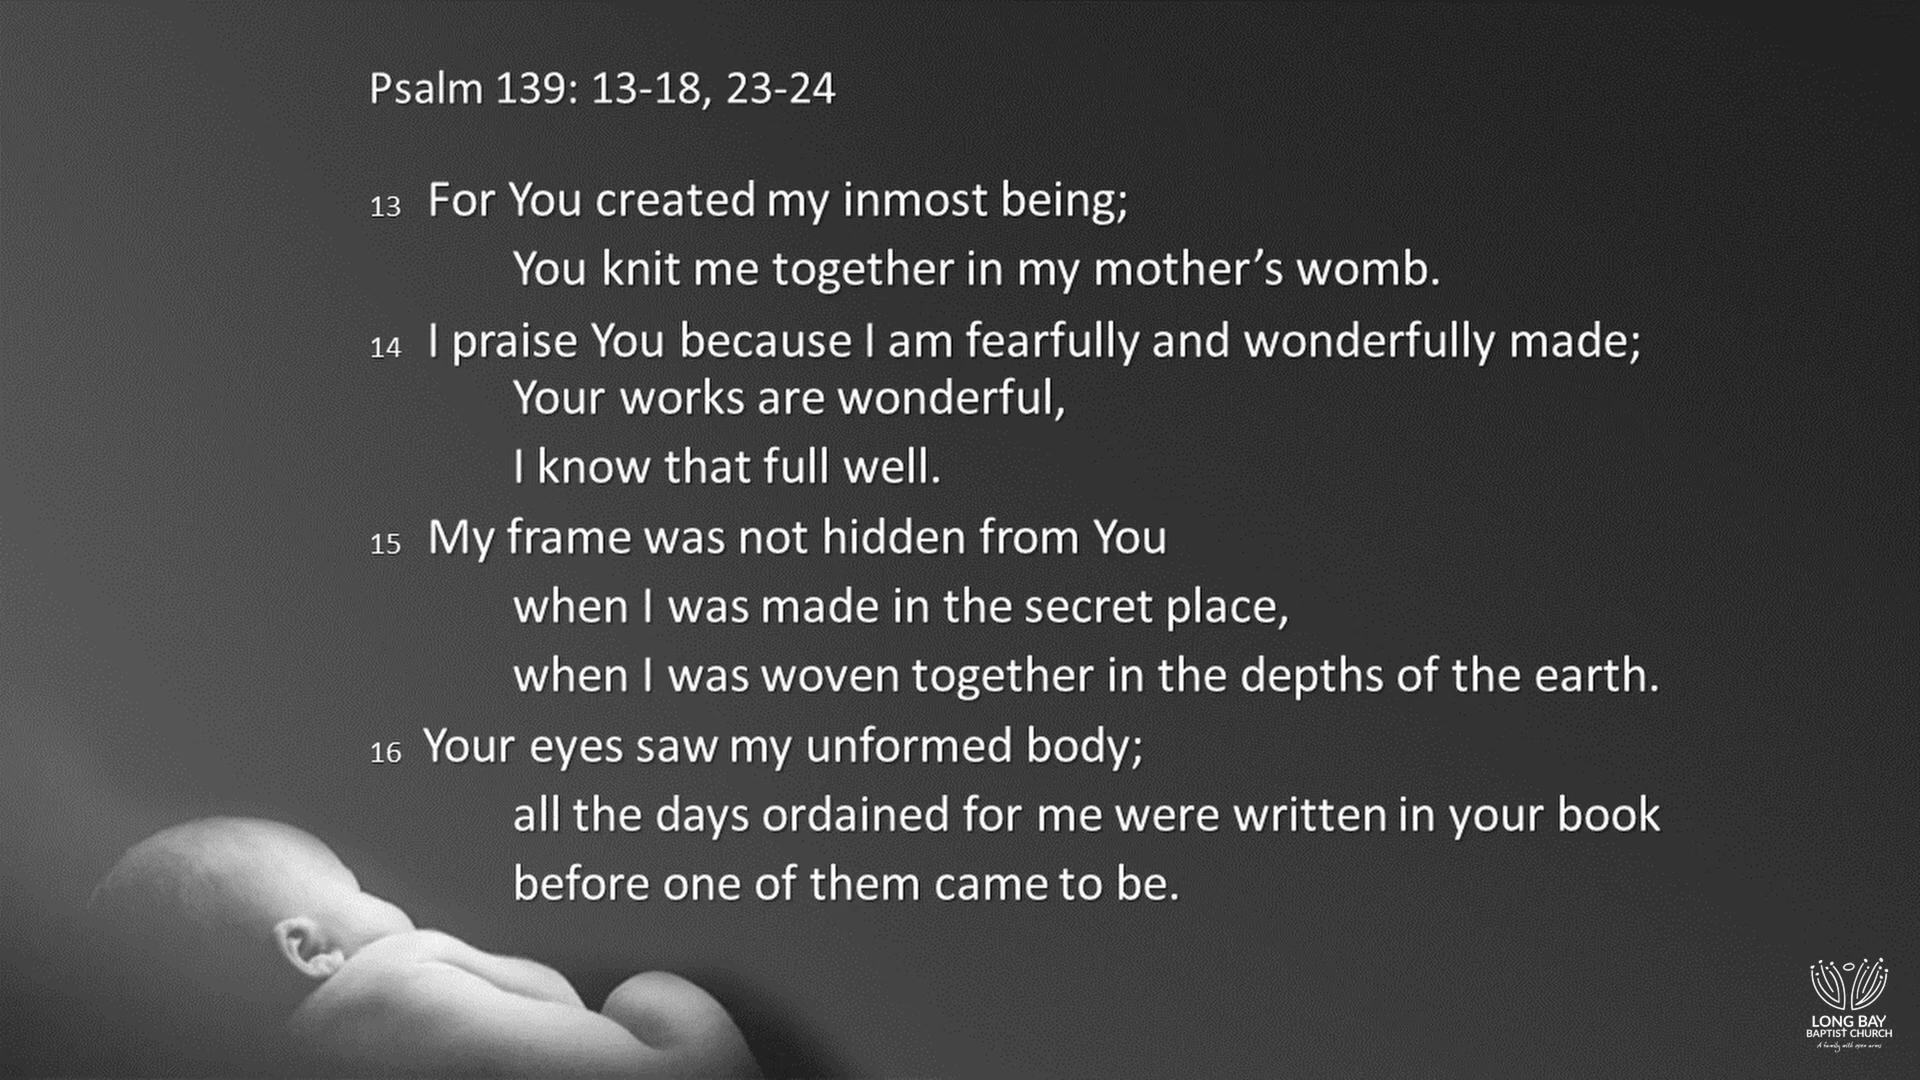 Psalm 139: 13-18, 23-24
13 For You created my inmost being;
You knit me together in my mother’s womb.
14 I praise You because I am fearfully and wonderfully made;
Your works are wonderful,
I know that full well.
15 My frame was not hidden from You
when I was made in the secret place,
when I was woven together in the depths of the earth.
16 Your eyes saw my unformed body;
all the days ordained for me were written in your book
before one of them came to be.
LONG BAY
BAPTIST CHURCH
A family with open arms